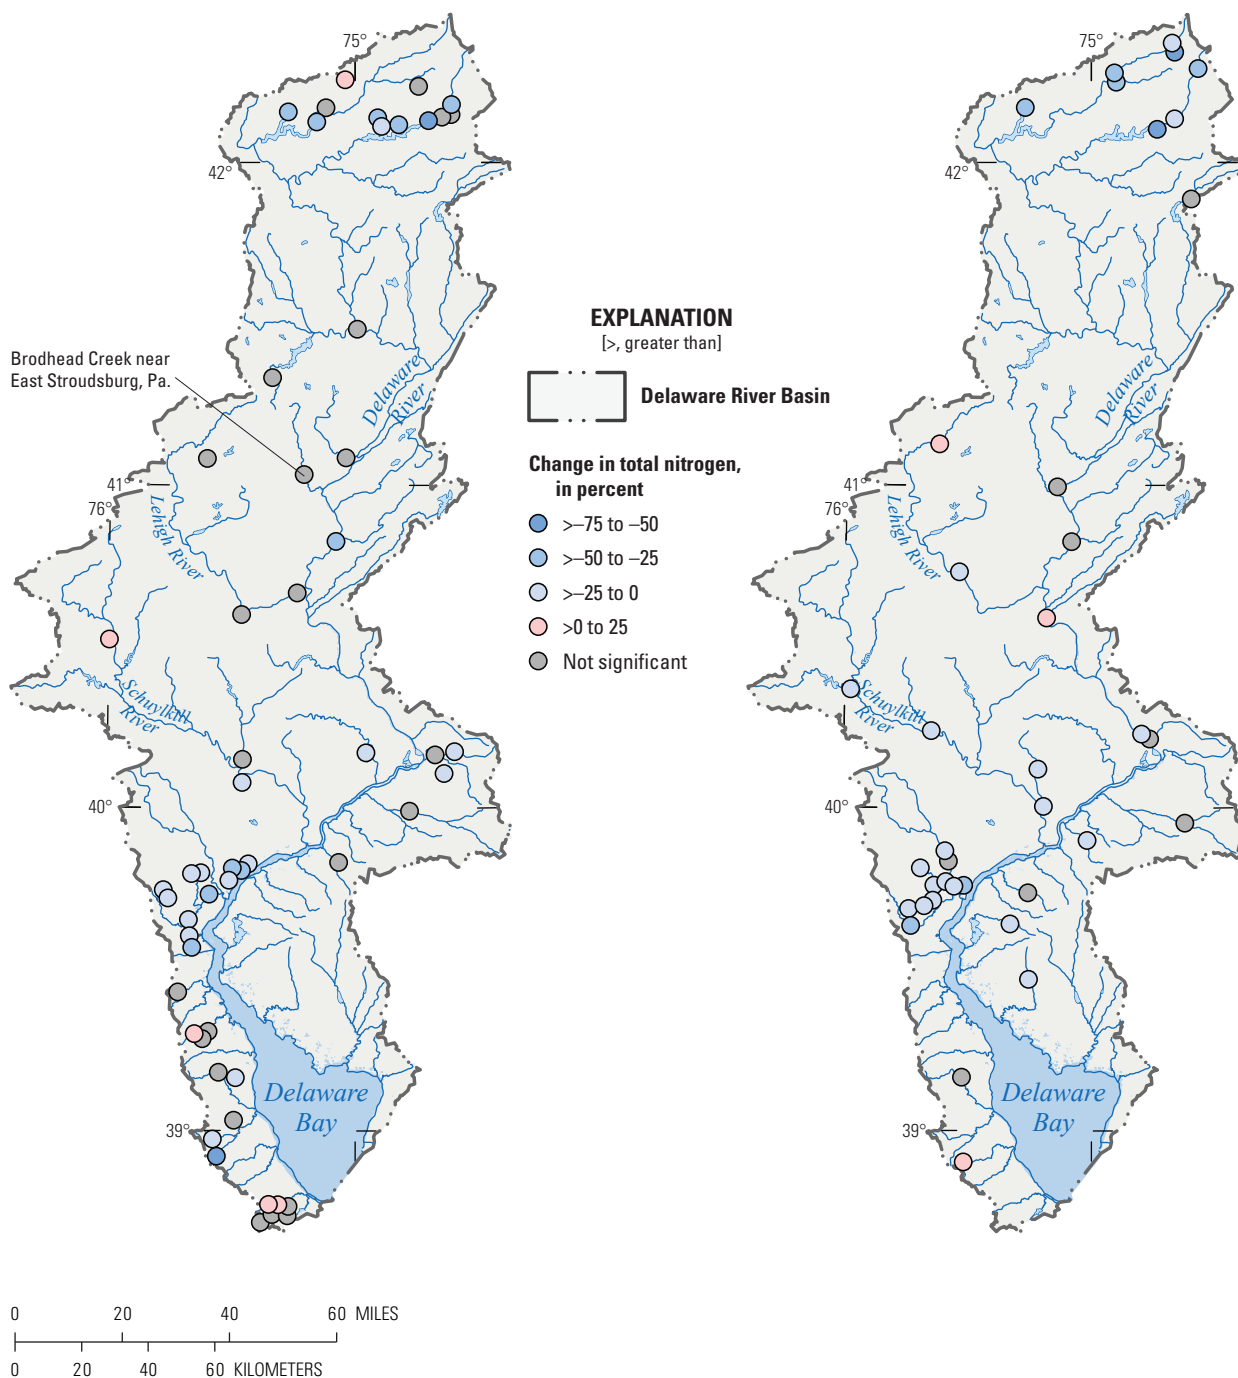 75°
42°
Brodhead Creek near
East Stroudsburg, Pa.
Delaware
River
41°
76°
Lehigh River
Schuylkill
River
40°
39°
Delaware
Bay
EXPLANATION
[>, greater than]
Delaware River Basin
Change in total nitrogen,
in percent
>–75 to –50
>–50 to –25
>–25 to 0
>0 to 25
Not significant
75°
42°
Delaware
River
41°
76°
Lehigh River
Schuylkill
River
40°
39°
Delaware
Bay
0 20 40 60 MILES
0 20 40 60 KILOMETERS